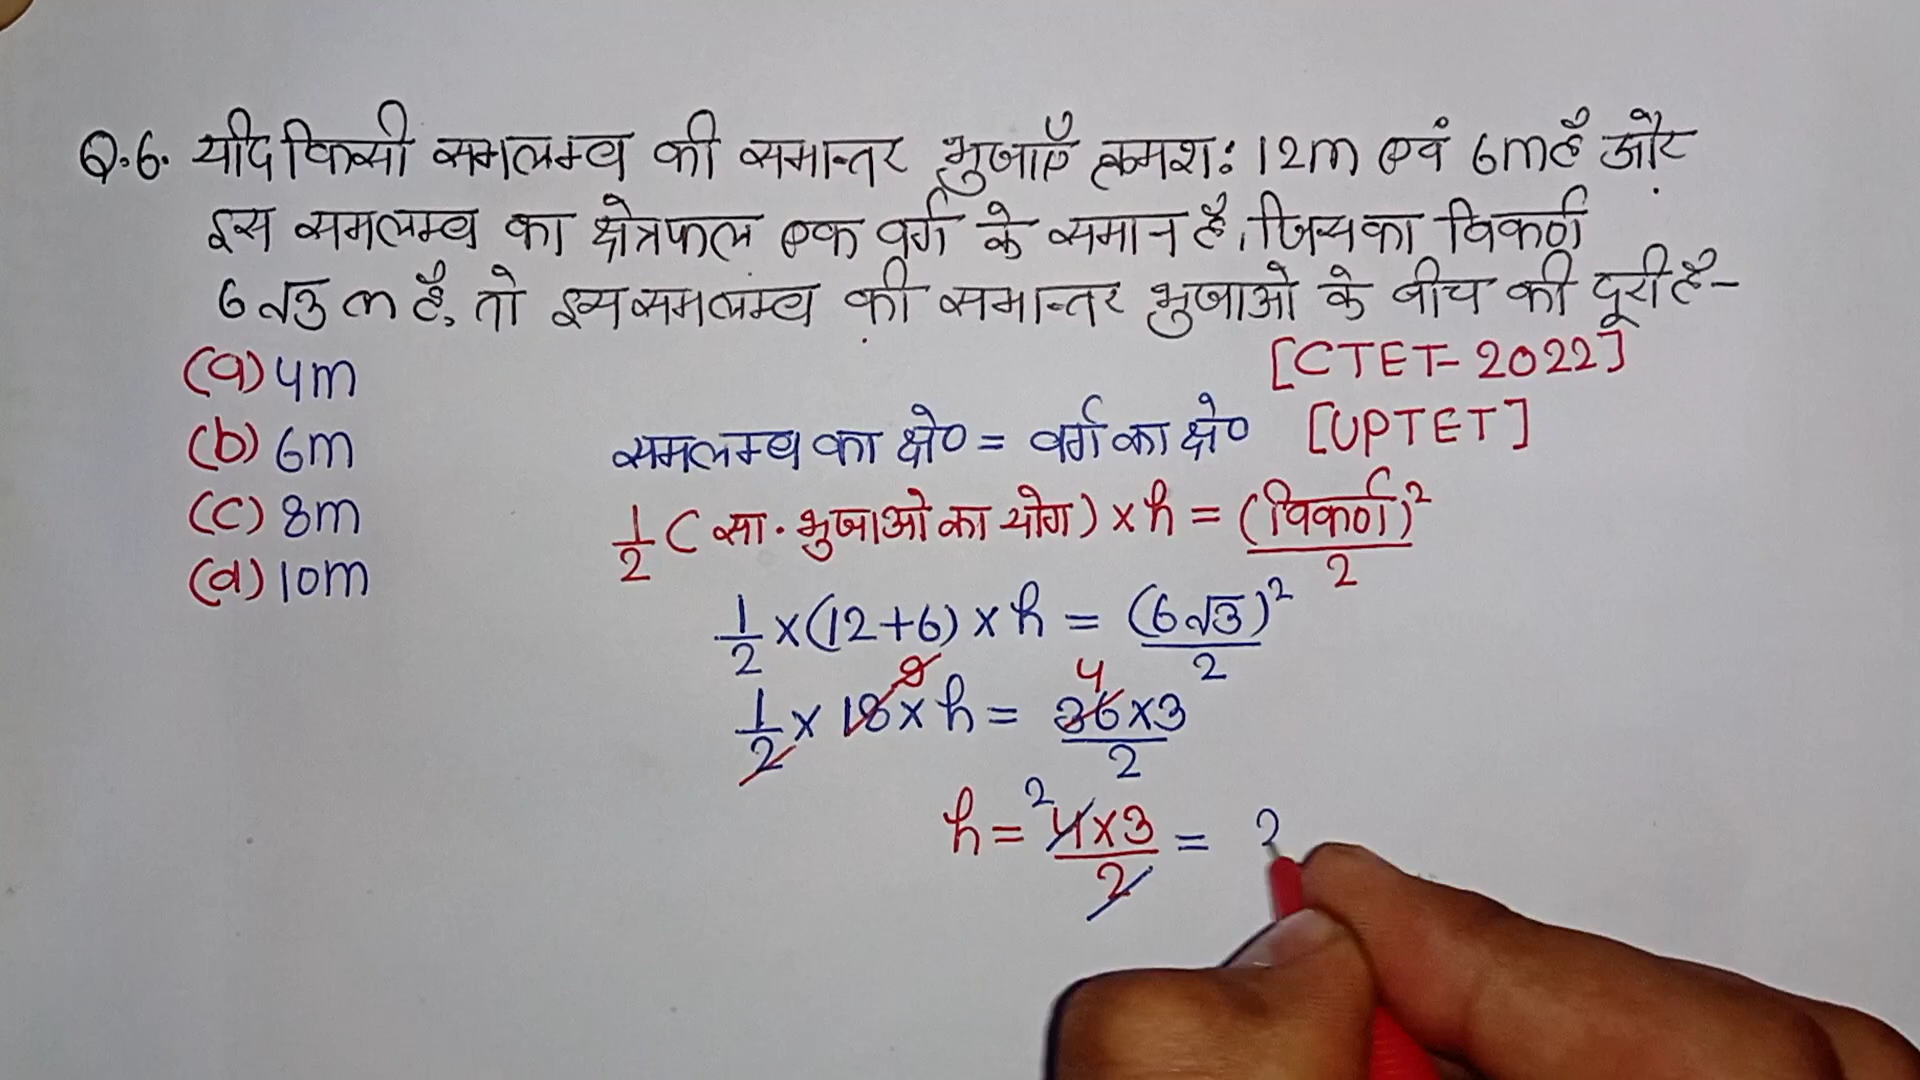 Q.6. यदि किसी समलम्ब की समान्तर भुजाएँ क्रमश: 12m एवं 6m है और
इस समलम्ब का क्षेत्रफल एक वर्ग के समान है, जिसका विकर्ण
6√3 m है, तो इस समलम्ब की समान्तर भुजाओ के बीच की दूरी है-
[CTET-2022]
(a) 4m
(b) 6m
(c) 8m
(d) 10m
समलम्ब का क्षे० = वर्ग का क्षे० [UPTET]
1/2 ( सा. भुजाओ का योग) × h = (विकर्ण)²/2
1/2 × (12+6) × h = (6√3)²/2
9 4
1/2 × 18 × h = 36×3/2
h = 2 4×3/2 = 2